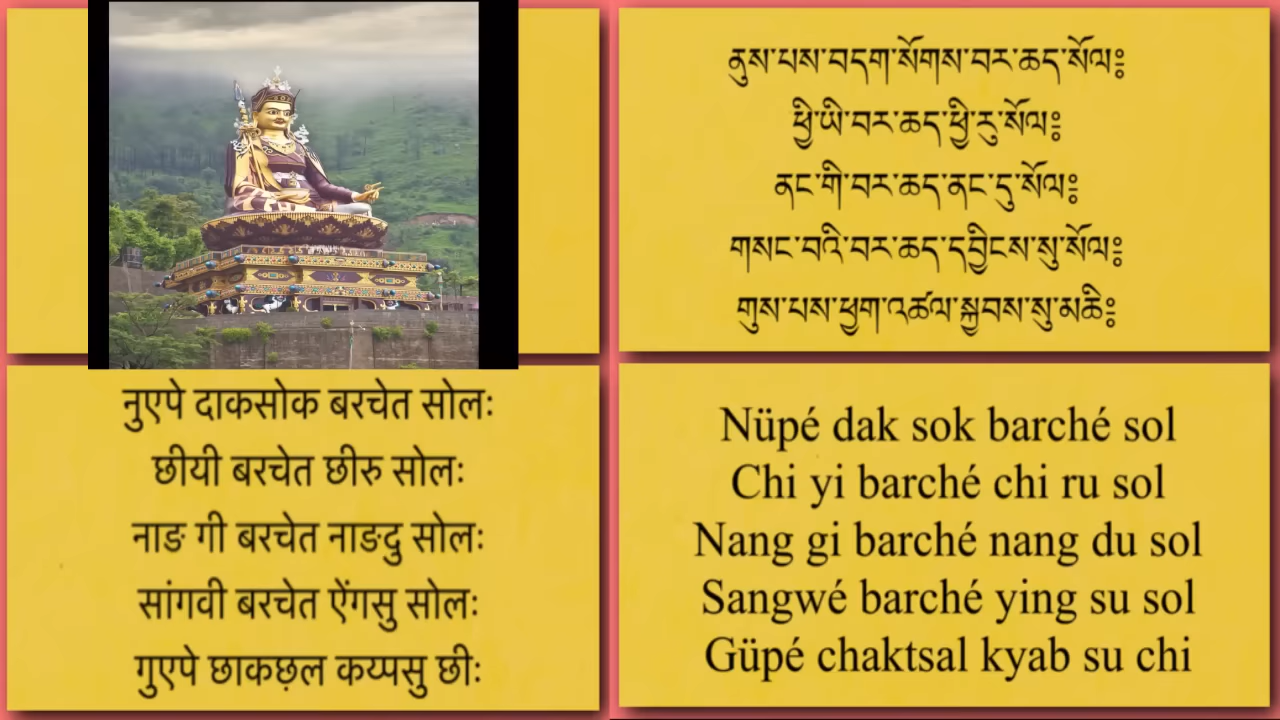 ནུས་པས་བདག་སོགས་བར་ཆད་སོལ༔
ཕྱི་ཡི་བར་ཆད་ཕྱི་རུ་སོལ༔
ནང་གི་བར་ཆད་ནང་དུ་སོལ༔
གསང་བའི་བར་ཆད་དབྱིངས་སུ་སོལ༔
གུས་པས་ཕྱག་འཚལ་སྐྱབས་སུ་མཆི༔
नुएपे दाकसोक बरचेत सोलः
छीयी बरचेत छीरु सोलः
नाङ गी बरचेत नाङदु सोलः
सांगवी बरचेत ऐंगसु सोलः
गुएपे छाकछ़ल कय्पसु छीः
Nüpé dak sok barché sol
Chi yi barché chi ru sol
Nang gi barché nang du sol
Sangwé barché ying su sol
Güpé chaktsal kyab su chi